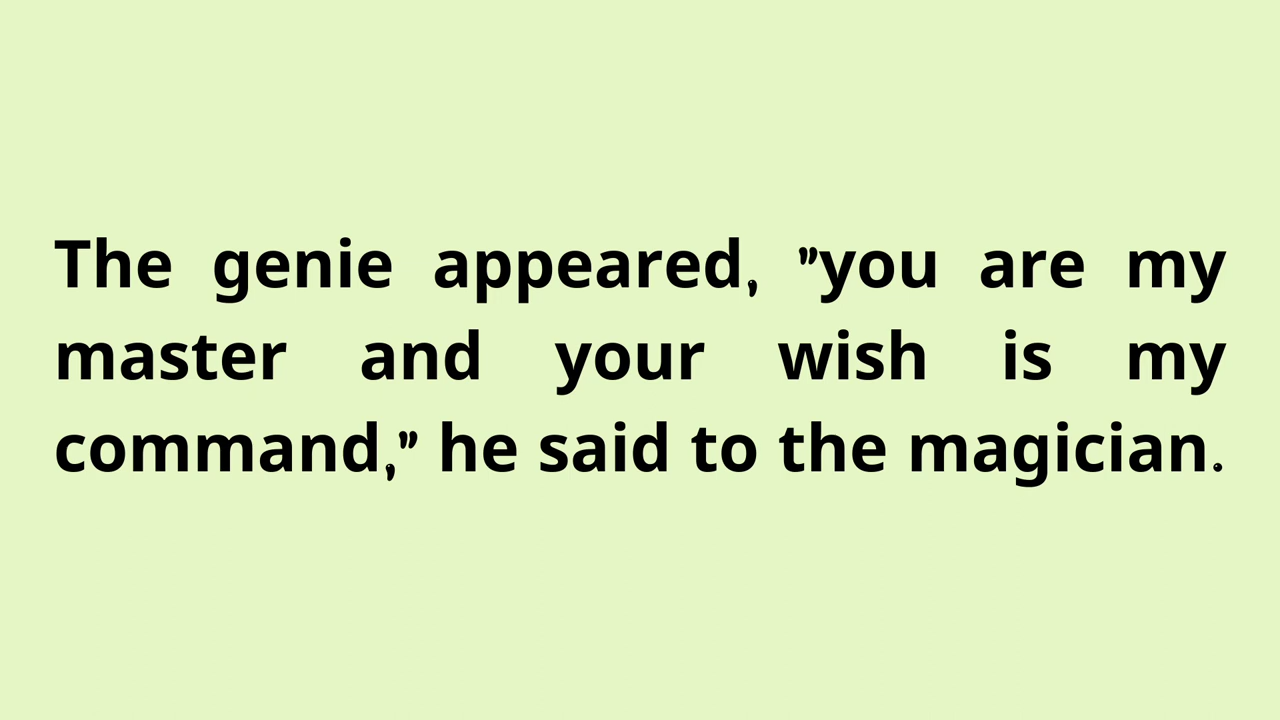 The genie appeared, ”you are my
master and your wish is my
command,” he said to the magician.